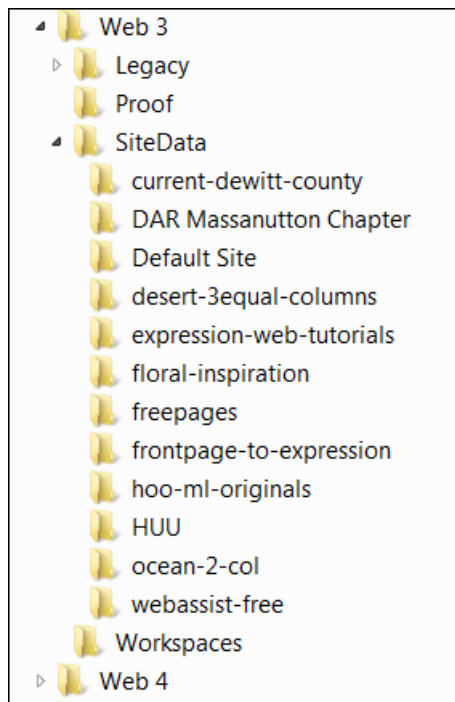 Web 3
Legacy
Proof
SiteData
current-dewitt-county
DAR Massanutton Chapter
Default Site
desert-3equal-columns
expression-web-tutorials
floral-inspiration
freepages
frontpage-to-expression
hoo-ml-originals
HUU
ocean-2-col
webassist-free
Workspaces
Web 4